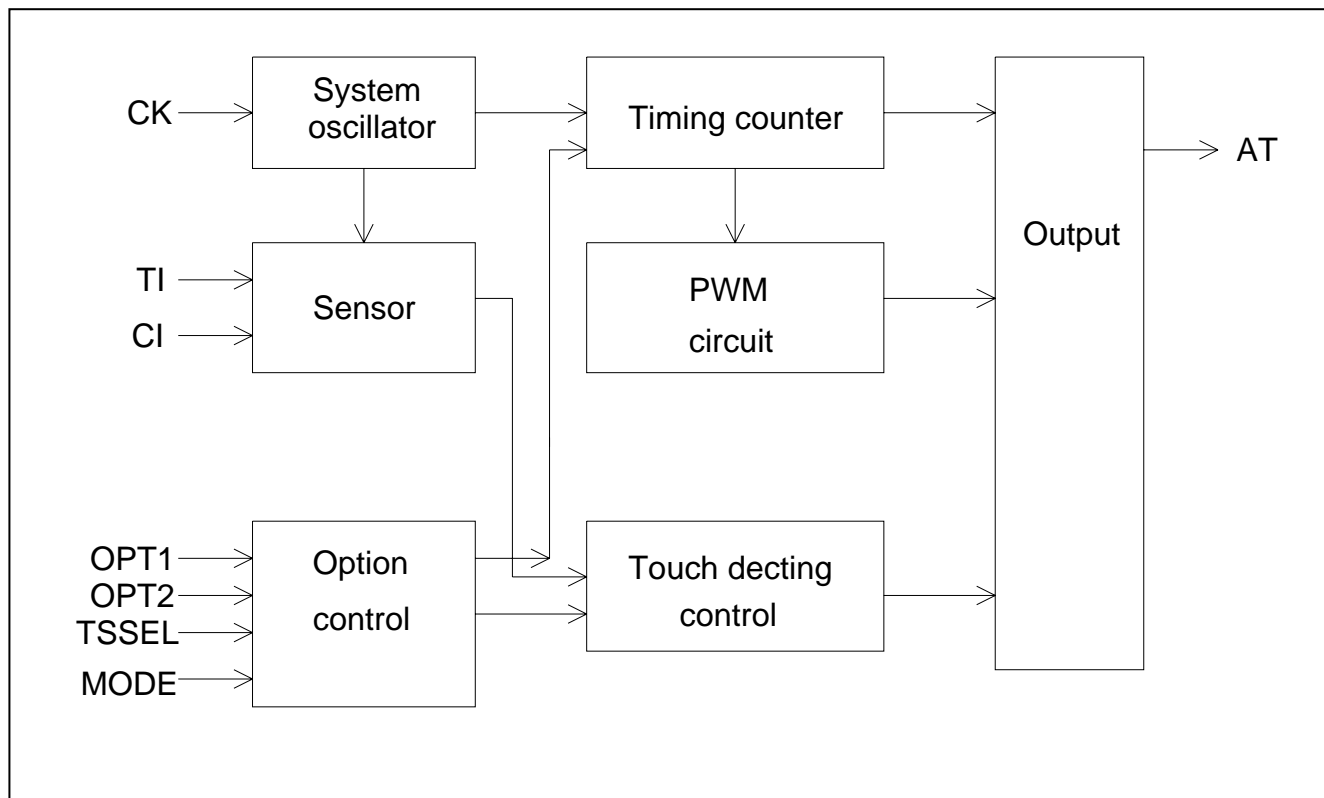 CK
System
oscillator
Timing counter
AT
TI
CI
Sensor
PWM
circuit
Output
OPT1
OPT2
TSSEL
MODE
Option
control
Touch decting
control